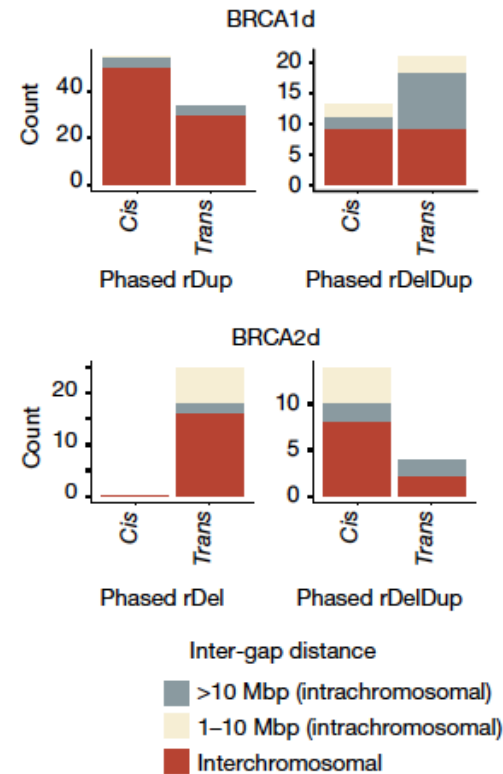 BRCA1d
Count
40
20
0
Cis
Trans
Phased rDup
20
15
10
5
0
Cis
Trans
Phased rDelDup
BRCA2d
Count
20
10
0
Cis
Trans
Phased rDel
10
5
0
Cis
Trans
Phased rDelDup
Inter-gap distance
>10 Mbp (intrachromosomal)
1–10 Mbp (intrachromosomal)
Interchromosomal